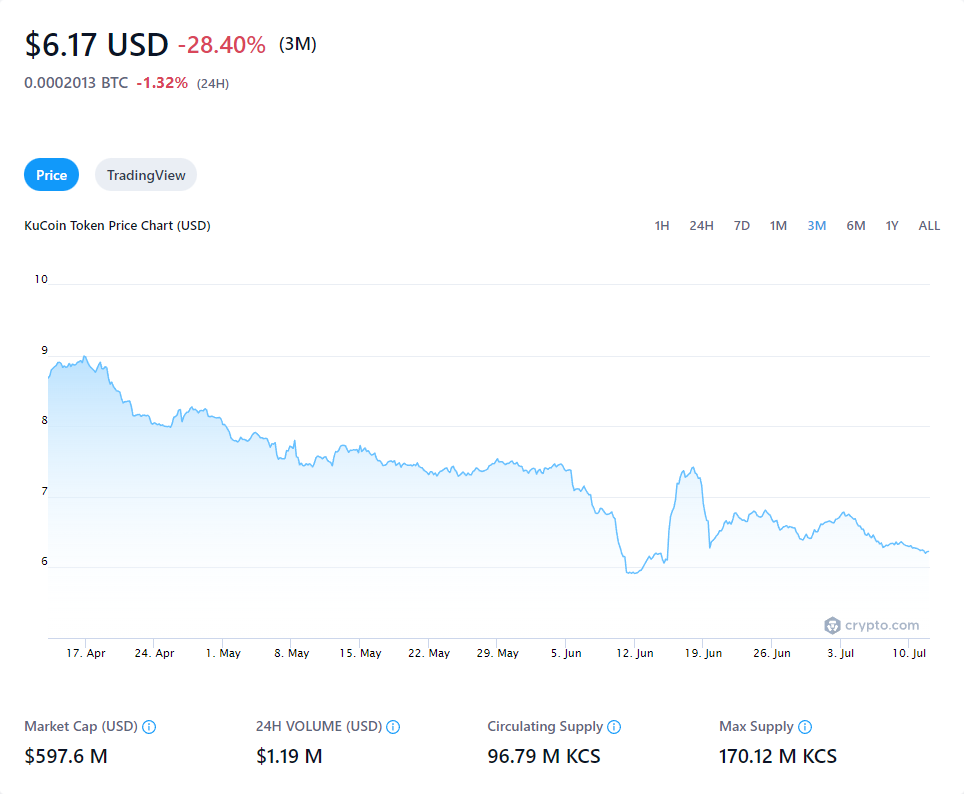 $6.17 USD -28.40% (3M)
0.0002013 BTC -1.32% (24H)
Price TradingView
KuCoin Token Price Chart (USD) 1H 24H 7D 1M 3M 6M 1Y ALL
10
9
8
7
6
crypto.com
17. Apr 24. Apr 1. May 8. May 15. May 22. May 29. May 5. Jun 12. Jun 19. Jun 26. Jun 3. Jul 10. Jul
Market Cap (USD) 24H VOLUME (USD) Circulating Supply Max Supply
$597.6 M $1.19 M 96.79 M KCS 170.12 M KCS